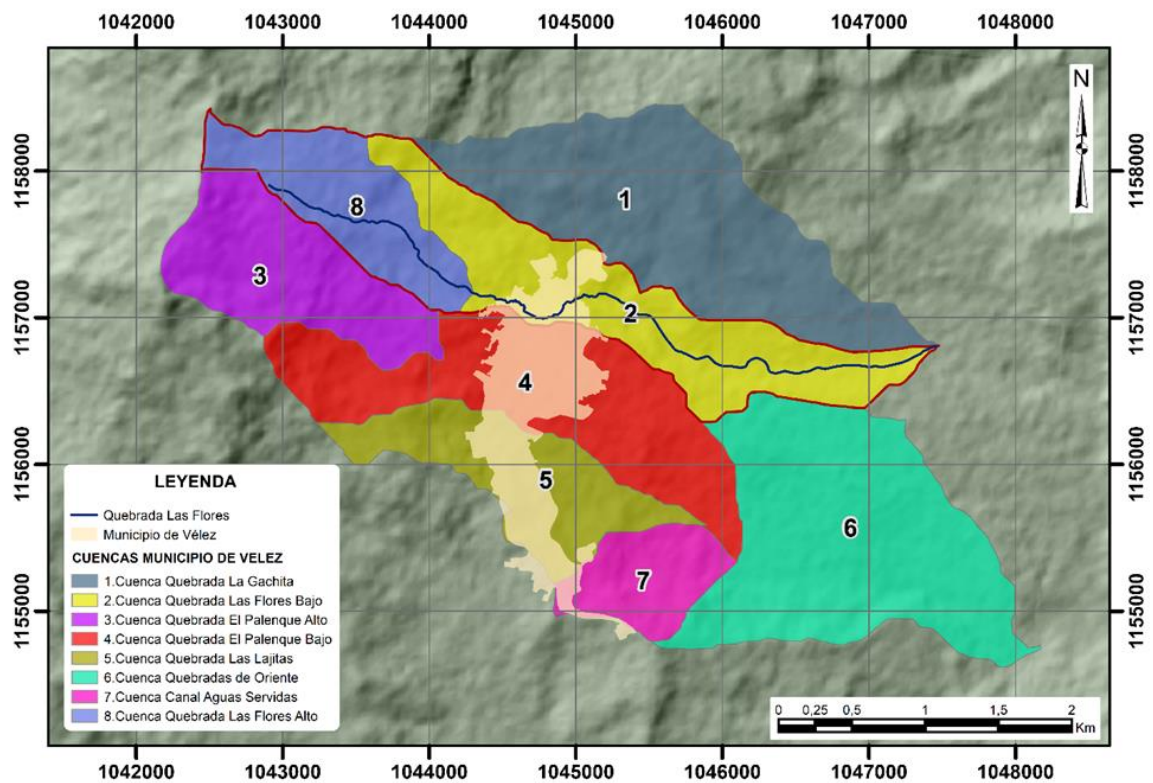 1042000 1043000 1044000 1045000 1046000 1047000 1048000
N
1158000 1158000
1
8
3
1157000 2 1157000
4
1156000 1156000
5
6
7
1155000 1155000
LEYENDA
Quebrada Las Flores
Municipio de Vélez
CUENCAS MUNICIPIO DE VELEZ
1.Cuenca Quebrada La Gachita
2.Cuenca Quebrada Las Flores Bajo
3.Cuenca Quebrada El Palenque Alto
4.Cuenca Quebrada El Palenque Bajo
5.Cuenca Quebrada Las Lajitas
6.Cuenca Quebradas de Oriente
7.Cuenca Canal Aguas Servidas
8.Cuenca Quebrada Las Flores Alto
0 0,25 0,5 1 1,5 2
Km
1042000 1043000 1044000 1045000 1046000 1047000 1048000